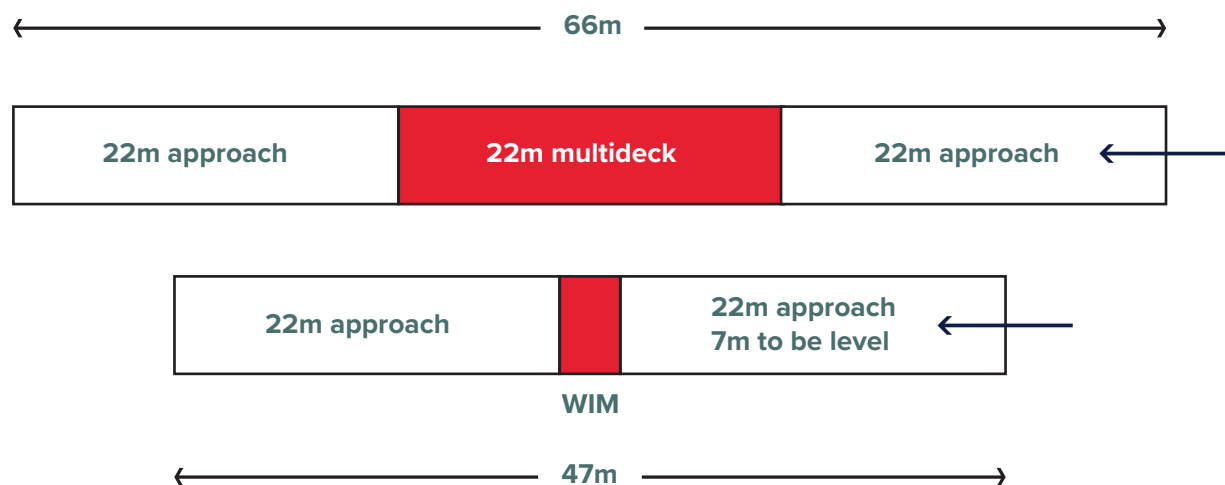 66m
22m approach
22m multideck
22m approach
22m approach
22m approach
7m to be level
WIM
47m